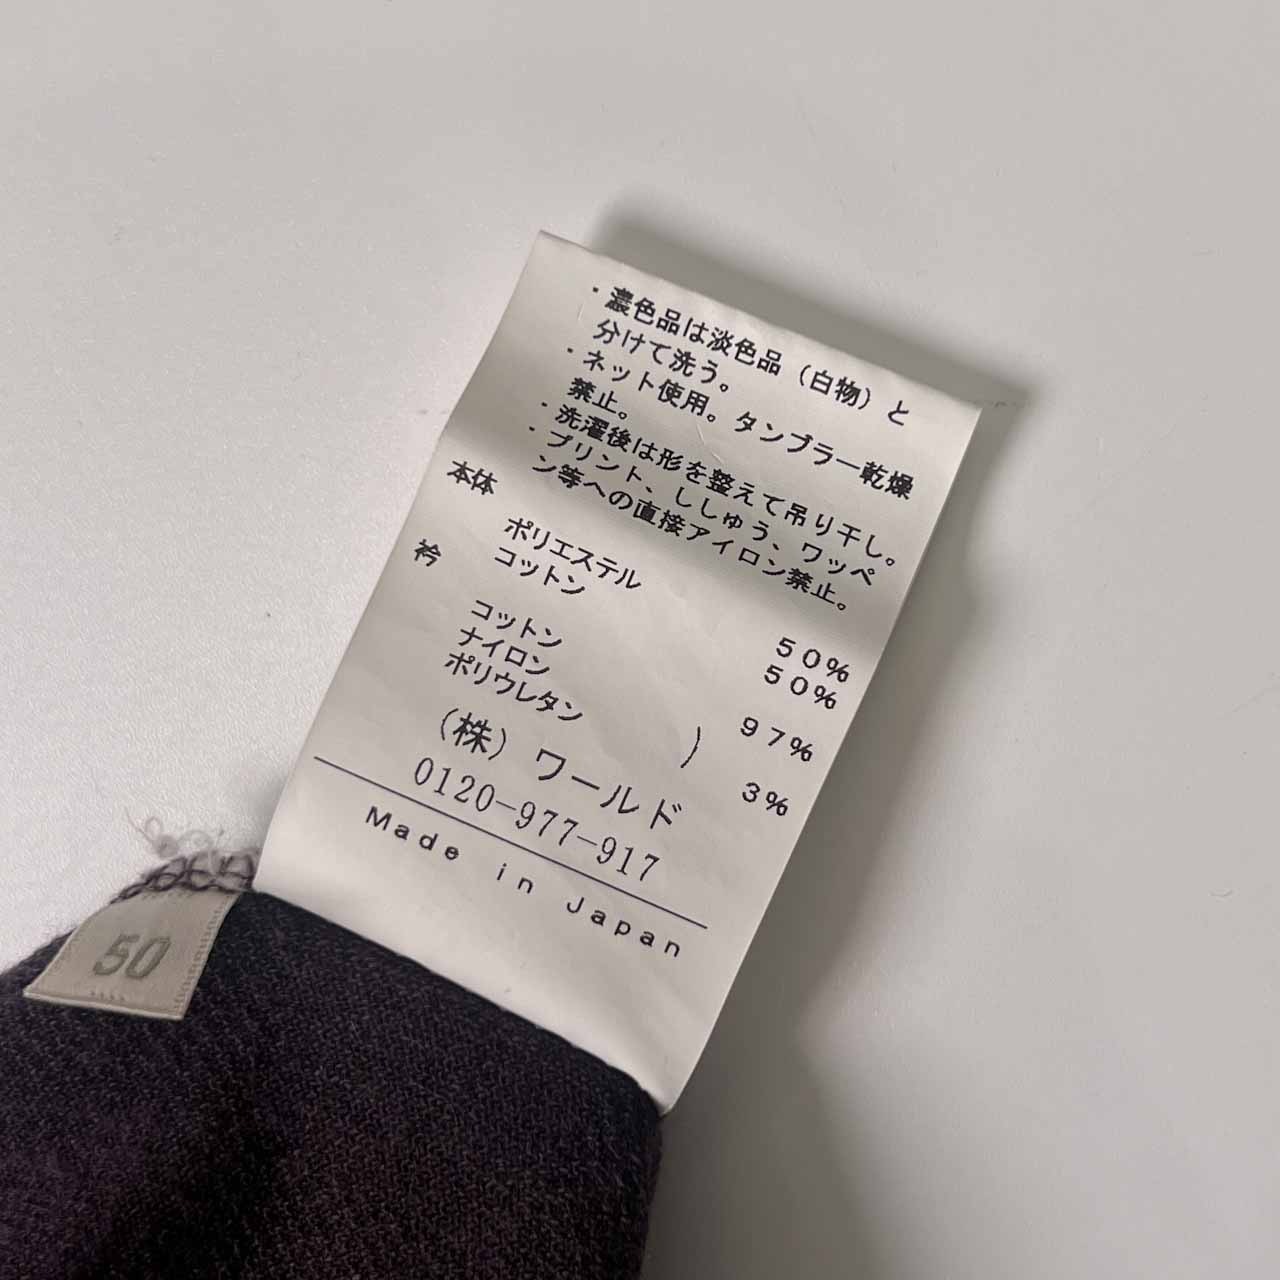 ・濃色品は淡色品（白物）と
分けて洗う。
・ネット使用。タンブラー乾燥
禁止。
・洗濯後は形を整えて吊り干し。
・プリント、ししゅう、ワッペ
ン等への直接アイロン禁止。
本体
ポリエステル 50%
コットン 50%
衿
コットン 97%
ナイロン )
ポリウレタン 3%
（株）ワールド
0120-977-917
Made in Japan
50